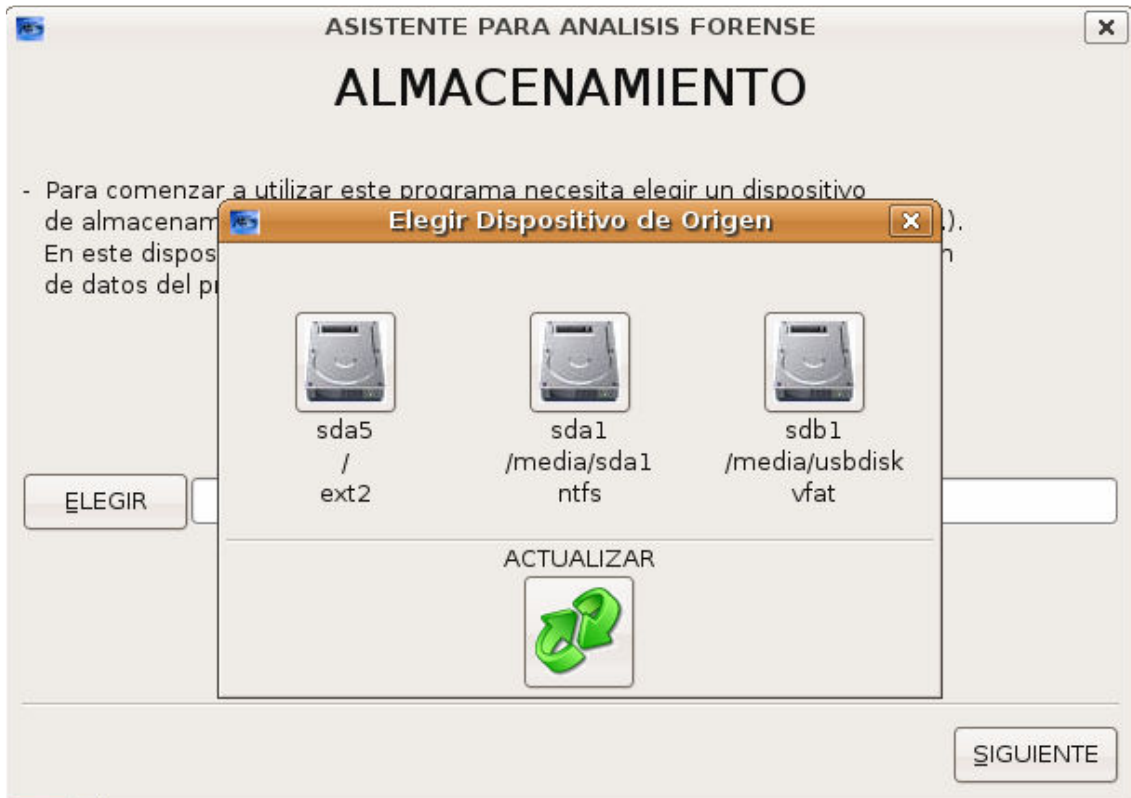 ASISTENTE PARA ANALISIS FORENSE
ALMACENAMIENTO
- Para comenzar a utilizar este programa necesita elegir un dispositivo
de almacenam
.).
En este dispos
n
de datos del pr
Elegir Dispositivo de Origen
sda5
/
ext2
sda1
/media/sda1
ntfs
sdb1
/media/usbdisk
vfat
ACTUALIZAR
ELEGIR
SIGUIENTE